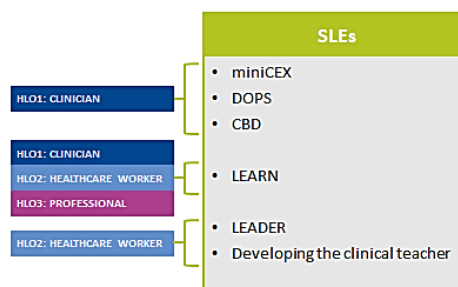 SLEs
HLO1: CLINICIAN
• miniCEX
• DOPS
• CBD
HLO1: CLINICIAN
HLO2: HEALTHCARE WORKER
HLO3: PROFESSIONAL
• LEARN
HLO2: HEALTHCARE WORKER
• LEADER
• Developing the clinical teacher